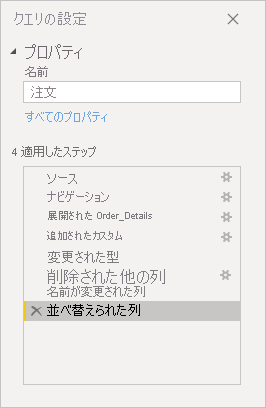 クエリの設定
プロパティ
名前
注文
すべてのプロパティ
4 適用したステップ
ソース
ナビゲーション
展開された Order_Details
追加されたカスタム
変更された型
削除された他の列
名前が変更された列
並べ替えられた列